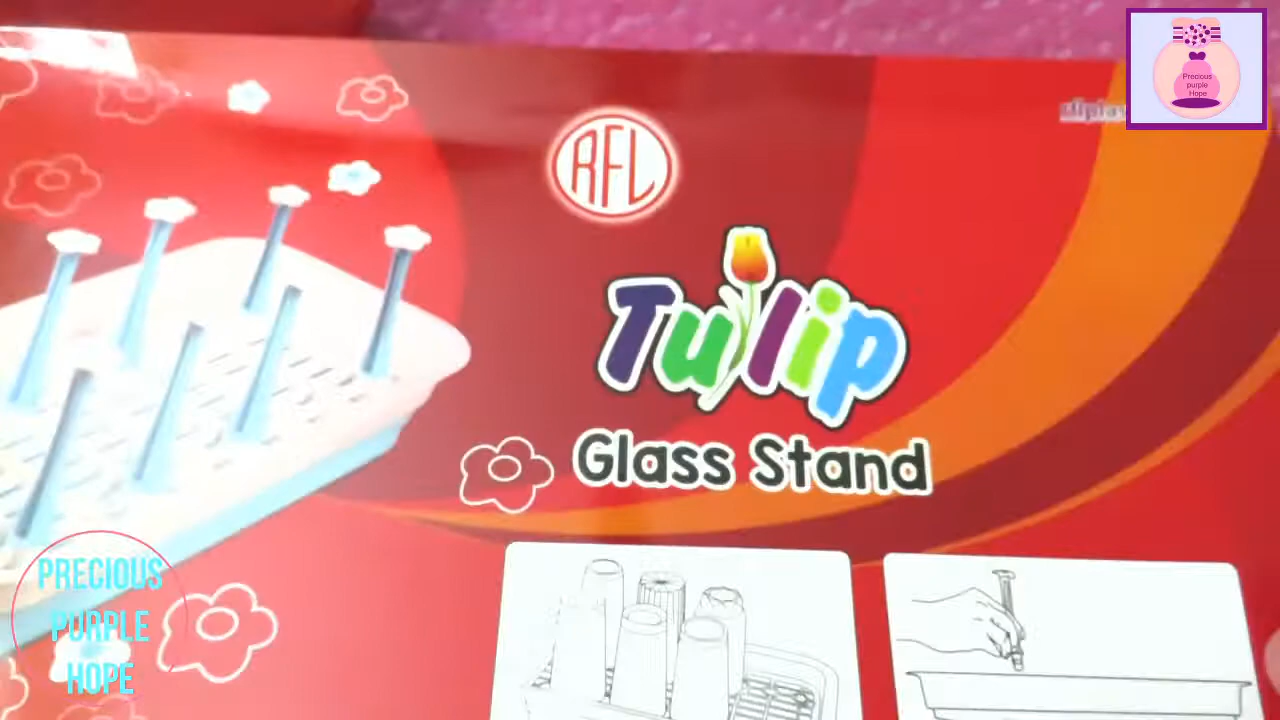 RFL
Tulip
Glass Stand
Precious
purple
Hope
PRECIOUS
PURPLE
HOPE